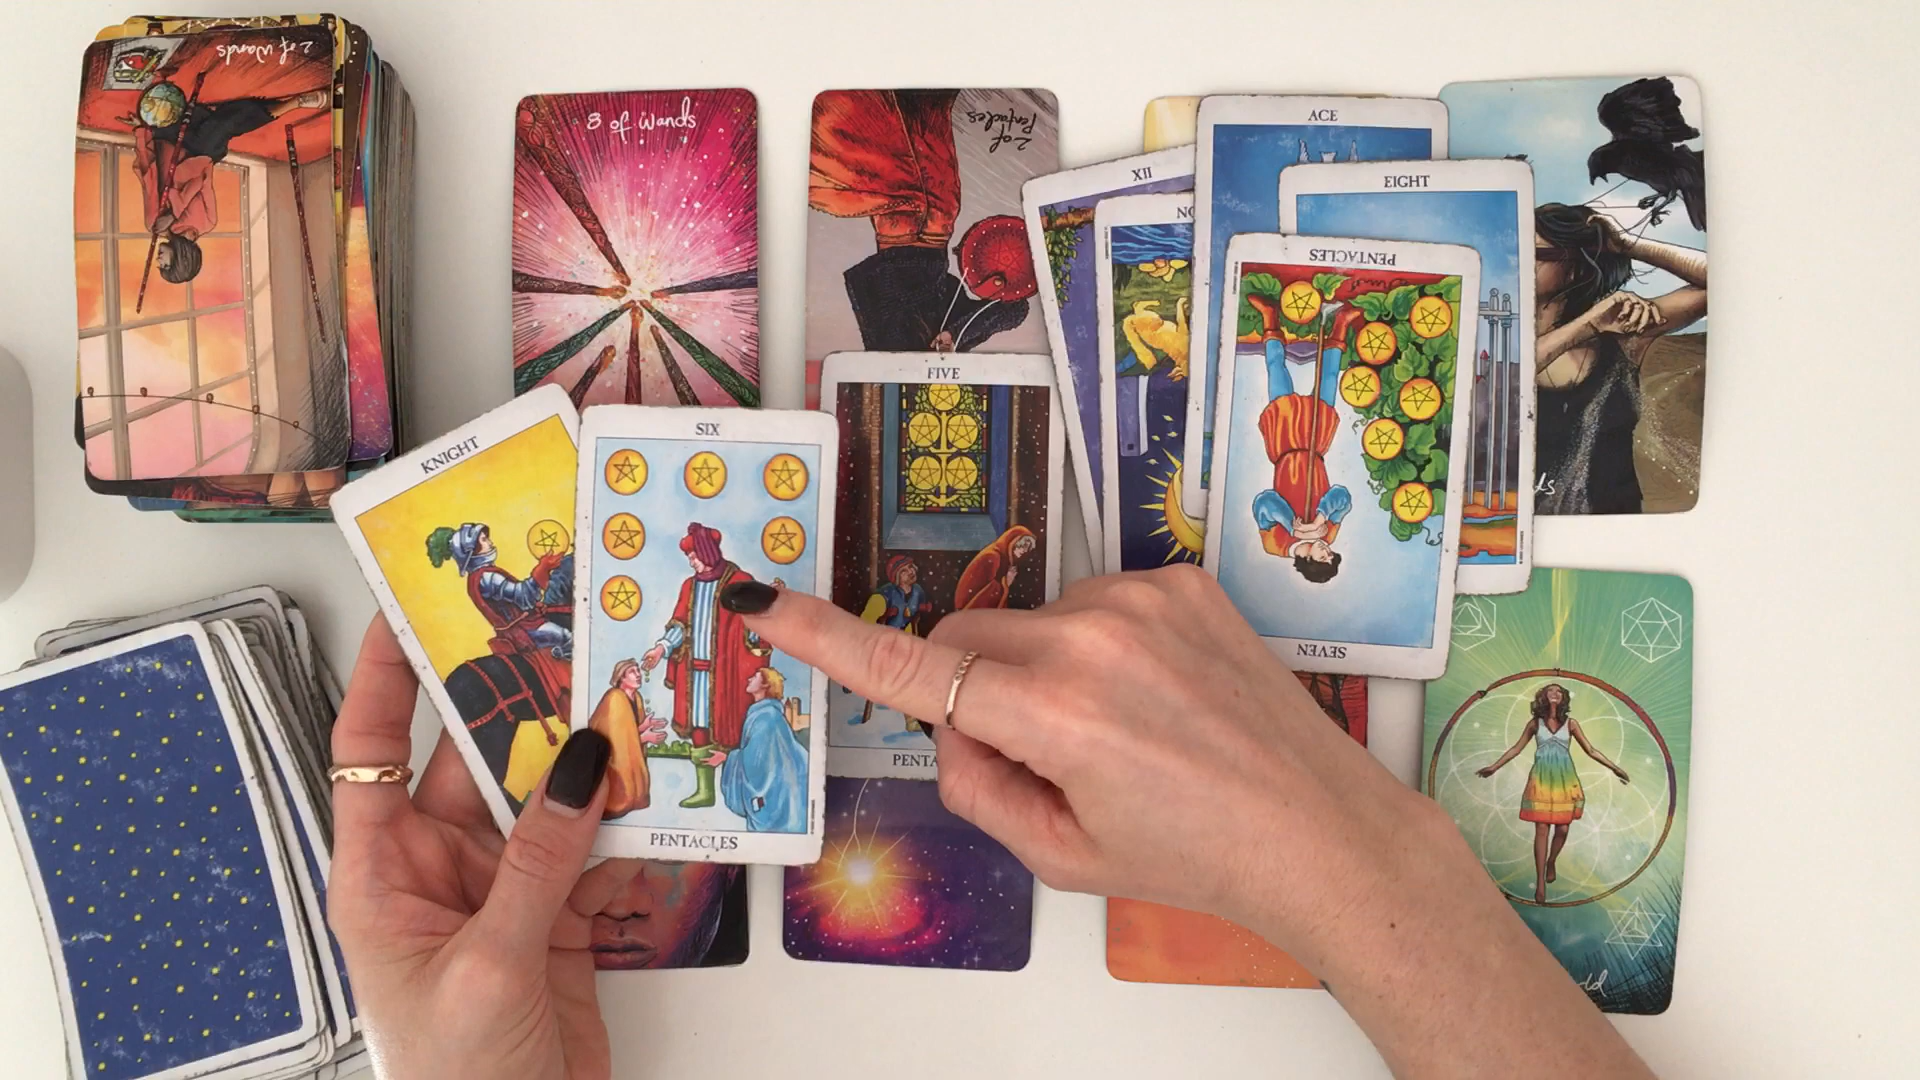 2 of Wands
8 of Wands
2 of
Pentacles
XII
ACE
EIGHT
PENTACLES
SEVEN
FIVE
KNIGHT
SIX
PENTACLES